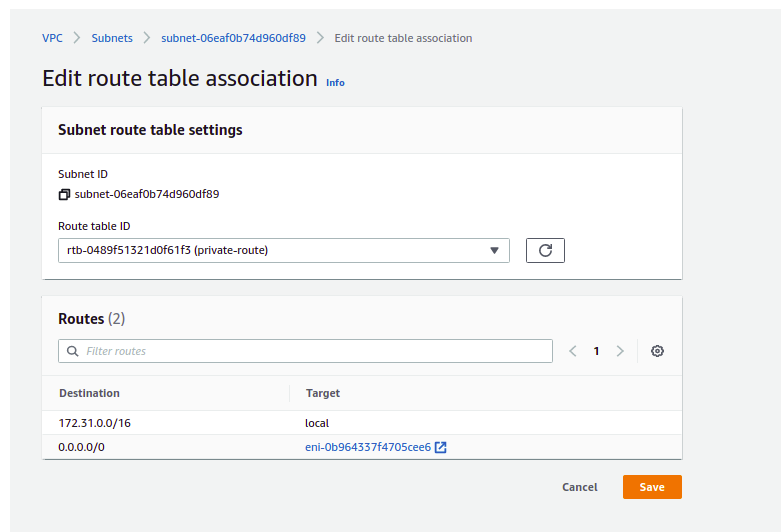 VPC > Subnets > subnet-06eaf0b74d960df89 > Edit route table association
Edit route table association Info
Subnet route table settings
Subnet ID
subnet-06eaf0b74d960df89
Route table ID
rtb-0489f51321d0f61f3 (private-route)
Routes (2)
Filter routes
1
Destination Target
172.31.0.0/16 local
0.0.0.0/0 eni-0b964337f4705cee6
Cancel Save